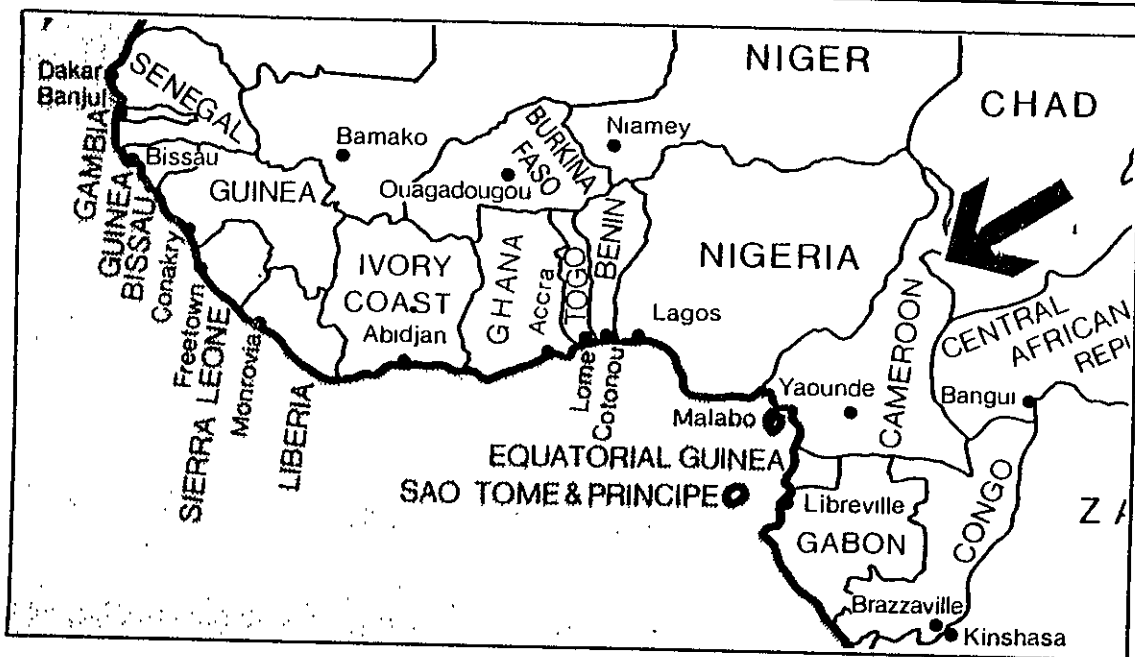 NIGER
CHAD
Dakar
Banjul
SENEGAL
GAMBIA
Bissau
GUINEA
BISSAU
GUINEA
Conakry
Bamako
Ouagadougou
BURKINA
FASO
Niamey
Freetown
SIERRA LEONE
Monrovia
LIBERIA
IVORY
COAST
Abidjan
GHANA
Accra
TOGO
Lome
BENIN
Cotonou
NIGERIA
Lagos
CAMEROON
Yaounde
CENTRAL
AFRICAN
Bangui
Malabo
EQUATORIAL GUINEA
SAO TOME & PRINCIPE
Libreville
GABON
CONGO
ZA
Brazzaville
Kinshasa